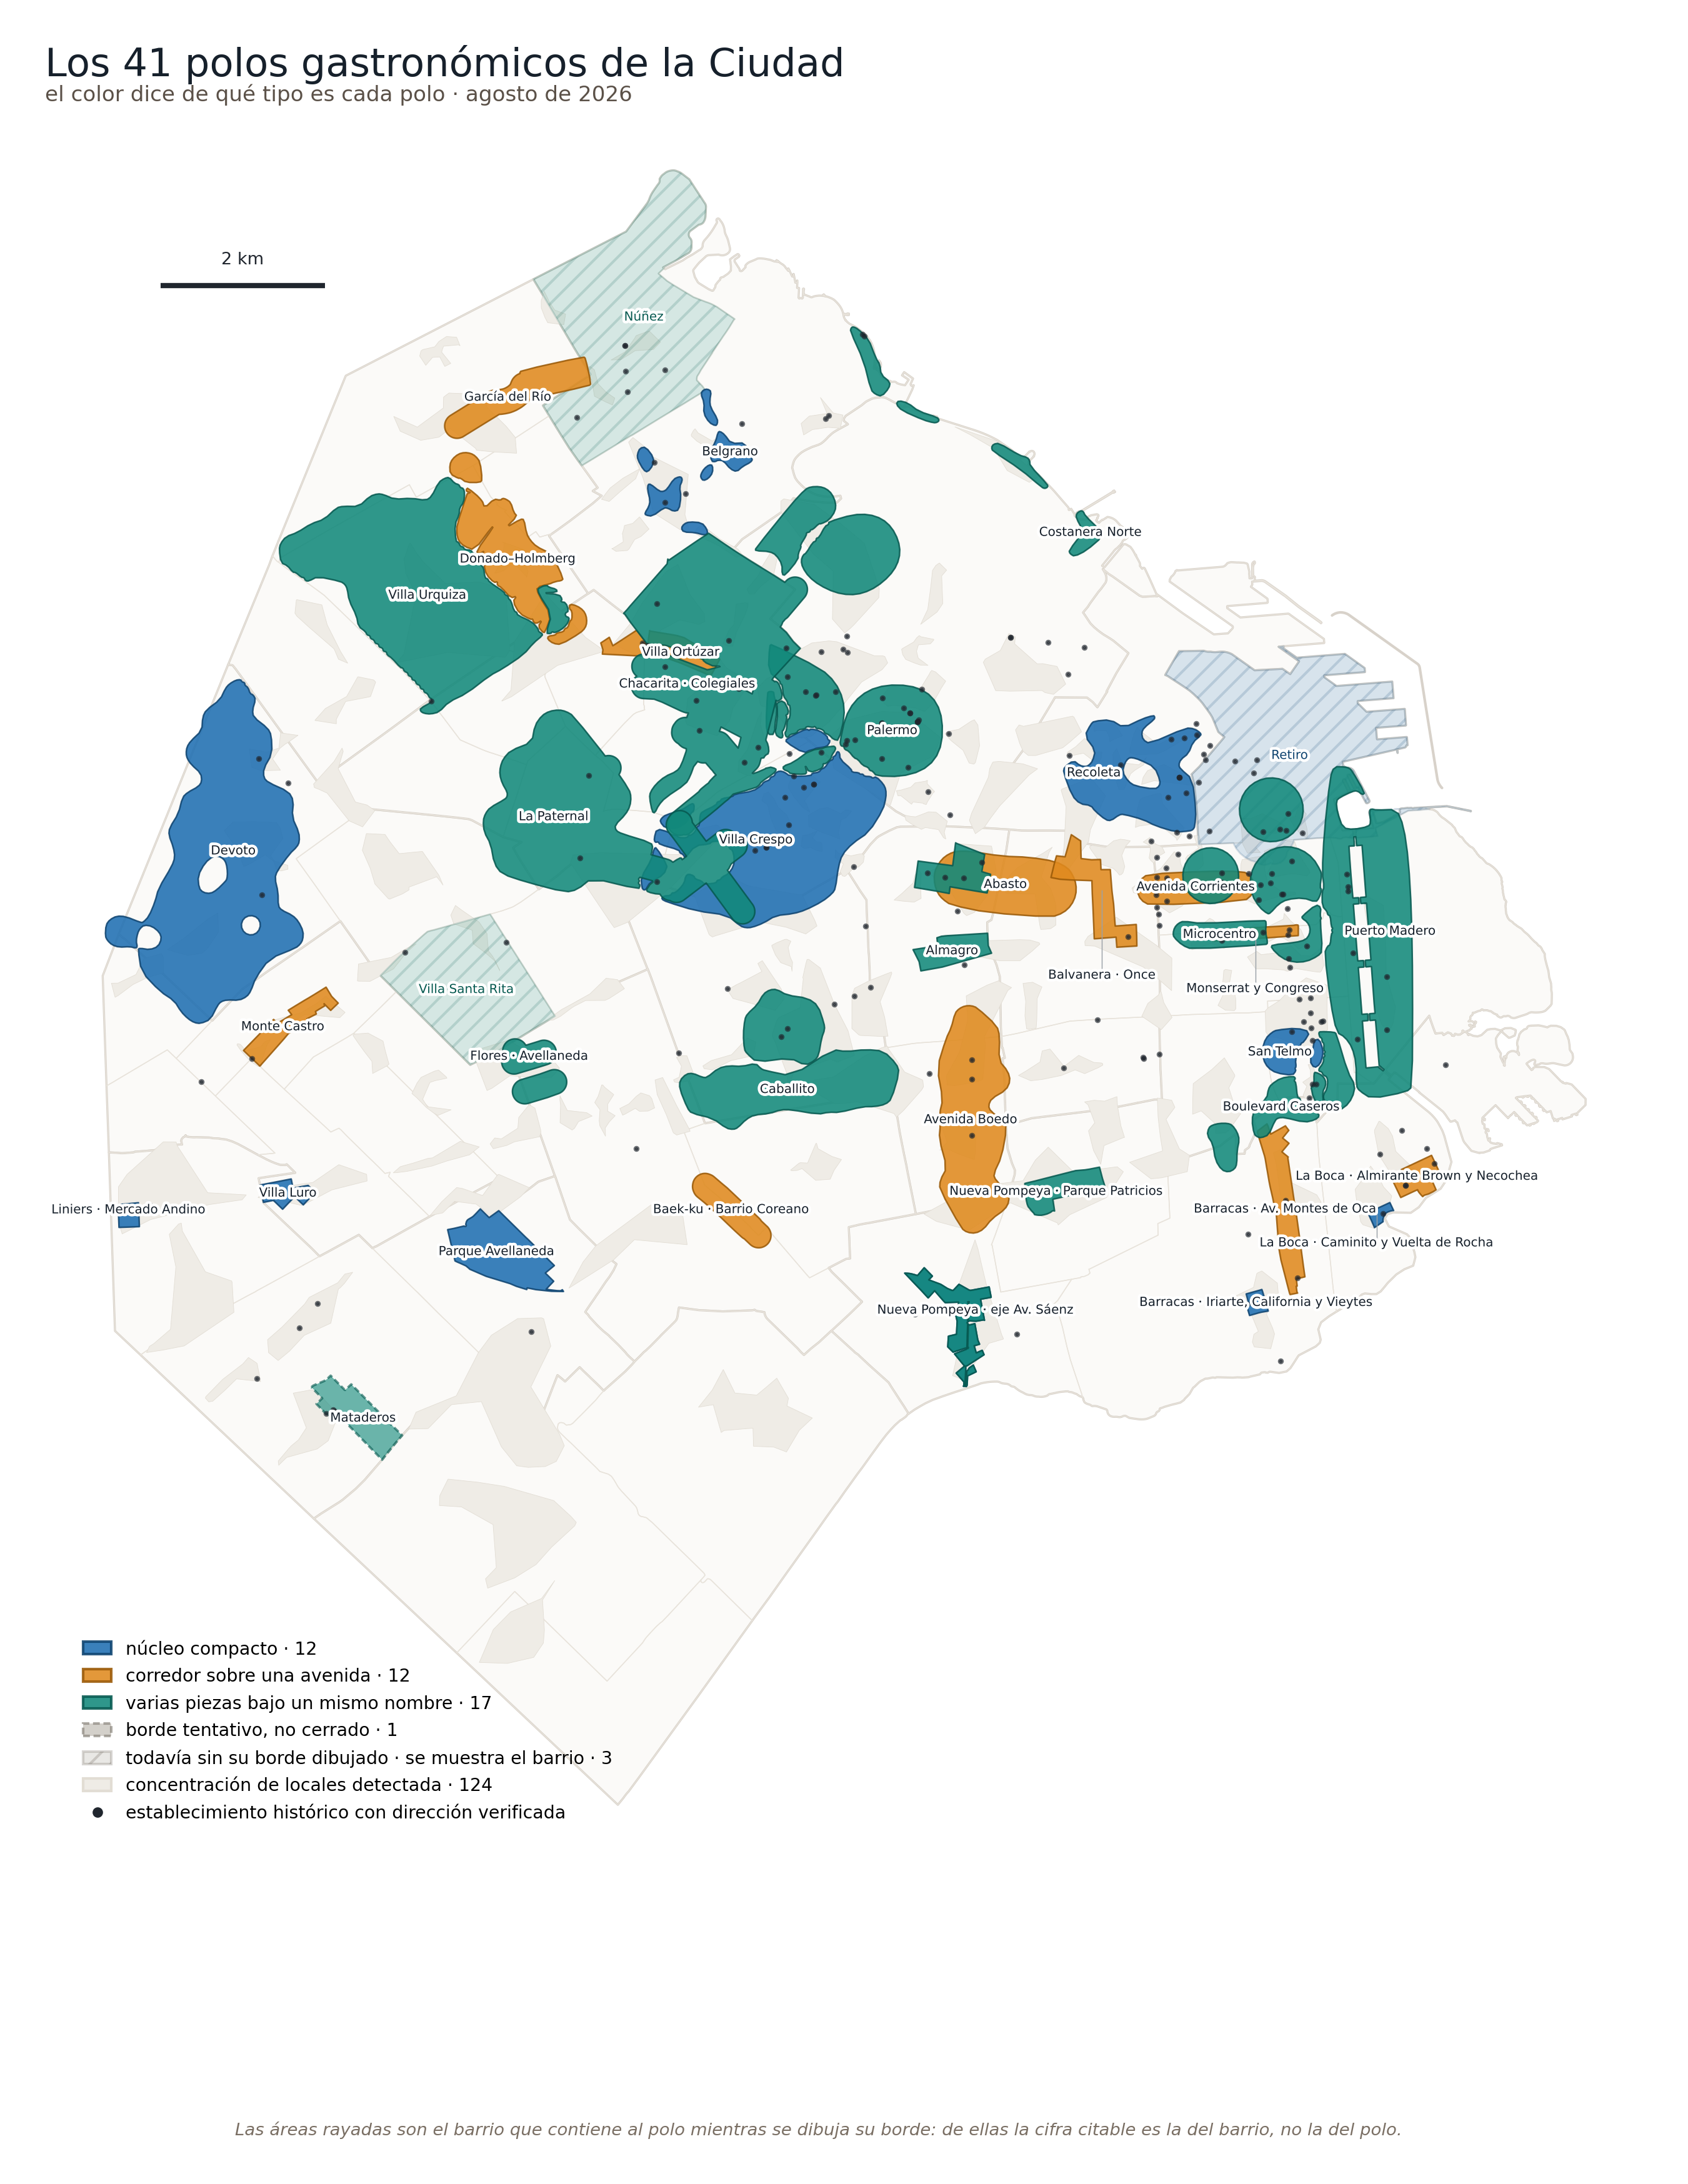 Los 41 polos gastronómicos de la Ciudad
el color dice de qué tipo es cada polo · agosto de 2026
2 km
Núñez
García del Río
Belgrano
Costanera Norte
Donado–Holmberg
Villa Urquiza
Villa Ortúzar
Chacarita · Colegiales
Palermo
Retiro
Recoleta
La Paternal
Villa Crespo
Devoto
Abasto
Avenida Corrientes
Puerto Madero
Microcentro
Almagro
Balvanera · Once
Monserrat y Congreso
Villa Santa Rita
Monte Castro
San Telmo
Flores · Avellaneda
Caballito
Boulevard Caseros
Avenida Boedo
La Boca · Almirante Brown y Necochea
Nueva Pompeya · Parque Patricios
Villa Luro
Liniers · Mercado Andino
Baek-ku · Barrio Coreano
Barracas · Av. Montes de Oca
La Boca · Caminito y Vuelta de Rocha
Parque Avellaneda
Barracas · Iriarte, California y Vieytes
Nueva Pompeya · eje Av. Sáenz
Mataderos
núcleo compacto · 12
corredor sobre una avenida · 12
varias piezas bajo un mismo nombre · 17
borde tentativo, no cerrado · 1
todavía sin su borde dibujado · se muestra el barrio · 3
concentración de locales detectada · 124
establecimiento histórico con dirección verificada
Las áreas rayadas son el barrio que contiene al polo mientras se dibuja su borde: de ellas la cifra citable es la del barrio, no la del polo.